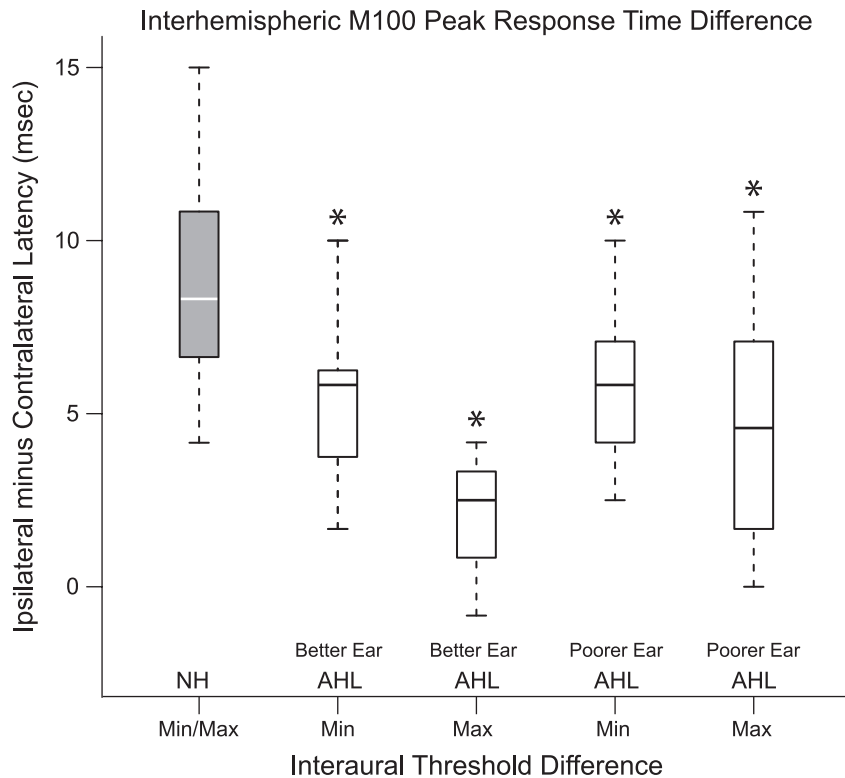 Interhemispheric M100 Peak Response Time Difference
Ipsilateral minus Contralateral Latency (msec)
15
10
5
0
*
*
*
*
Better Ear Better Ear Poorer Ear Poorer Ear
NH AHL AHL AHL AHL
Min/Max Min Max Min Max
Interaural Threshold Difference